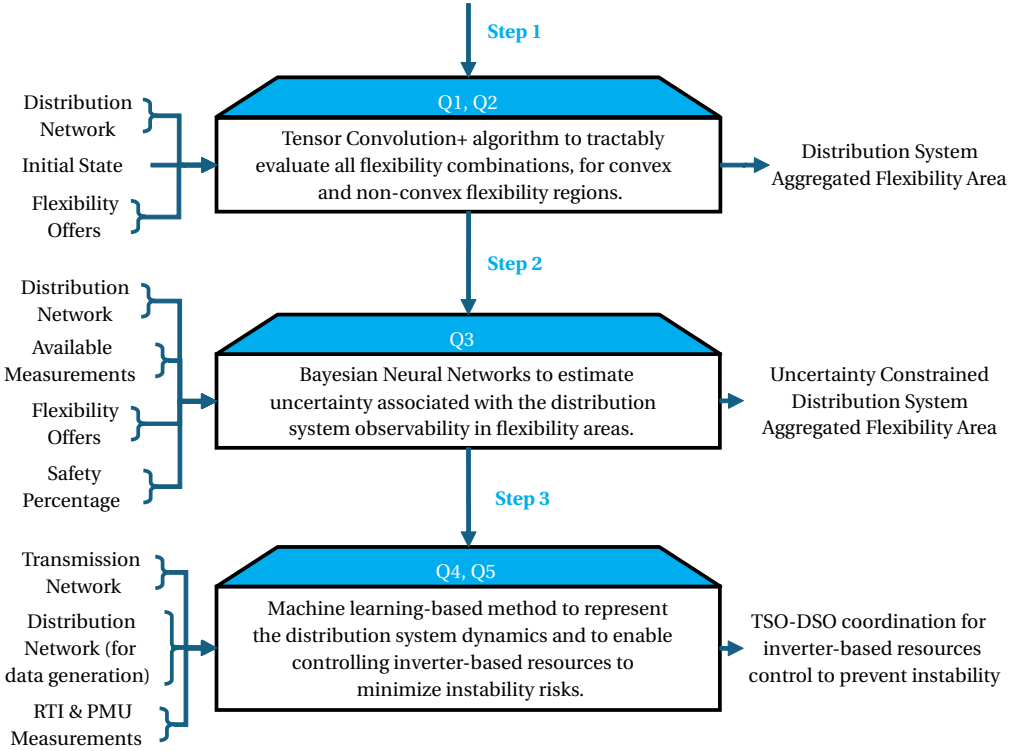 Step 1
Q1, Q2
Distribution
Network
Initial State
Flexibility
Offers
Tensor Convolution+ algorithm to tractably
evaluate all flexibility combinations, for convex
and non-convex flexibility regions.
Distribution System
Aggregated Flexibility Area
Step 2
Q3
Distribution
Network
Available
Measurements
Flexibility
Offers
Safety
Percentage
Bayesian Neural Networks to estimate
uncertainty associated with the distribution
system observability in flexibility areas.
Uncertainty Constrained
Distribution System
Aggregated Flexibility Area
Step 3
Q4, Q5
Transmission
Network
Distribution
Network (for
data generation)
RTI & PMU
Measurements
Machine learning-based method to represent
the distribution system dynamics and to enable
controlling inverter-based resources to
minimize instability risks.
TSO-DSO coordination for
inverter-based resources
control to prevent instability